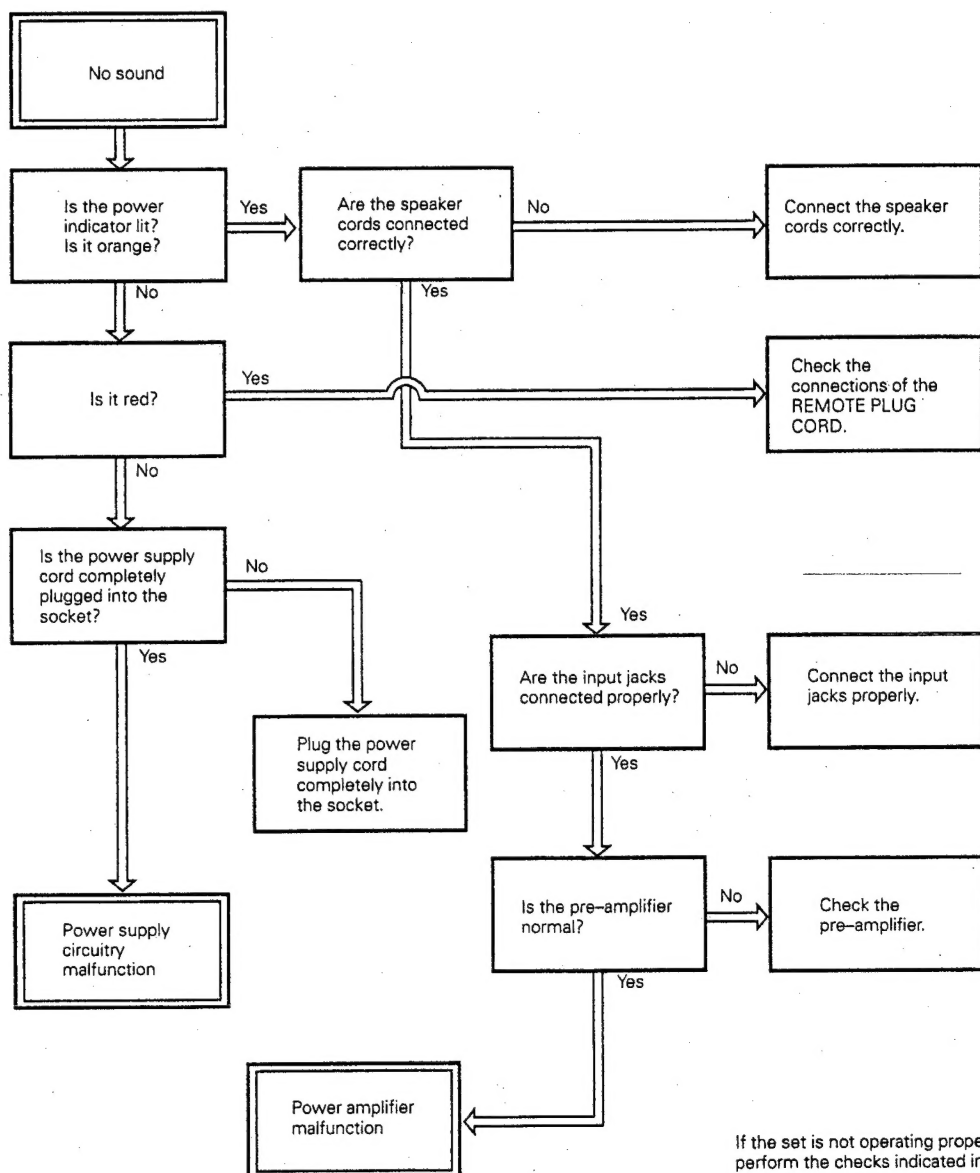 No sound
Is the power
indicator lit?
Is it orange?
Yes
Are the speaker
cords connected
correctly?
No
Connect the speaker
cords correctly.
No
Yes
Is it red?
Yes
Check the
connections of the
REMOTE PLUG
CORD.
No
Is the power supply
cord completely
plugged into the
socket?
No
Yes
Plug the power
supply cord
completely into
the socket.
Yes
Are the input jacks
connected properly?
No
Connect the input
jacks properly.
Yes
Is the pre-amplifier
normal?
No
Check the
pre-amplifier.
Power supply
circuitry
malfunction
Yes
Power amplifier
malfunction
If the set is not operating prope
perform the checks indicated in